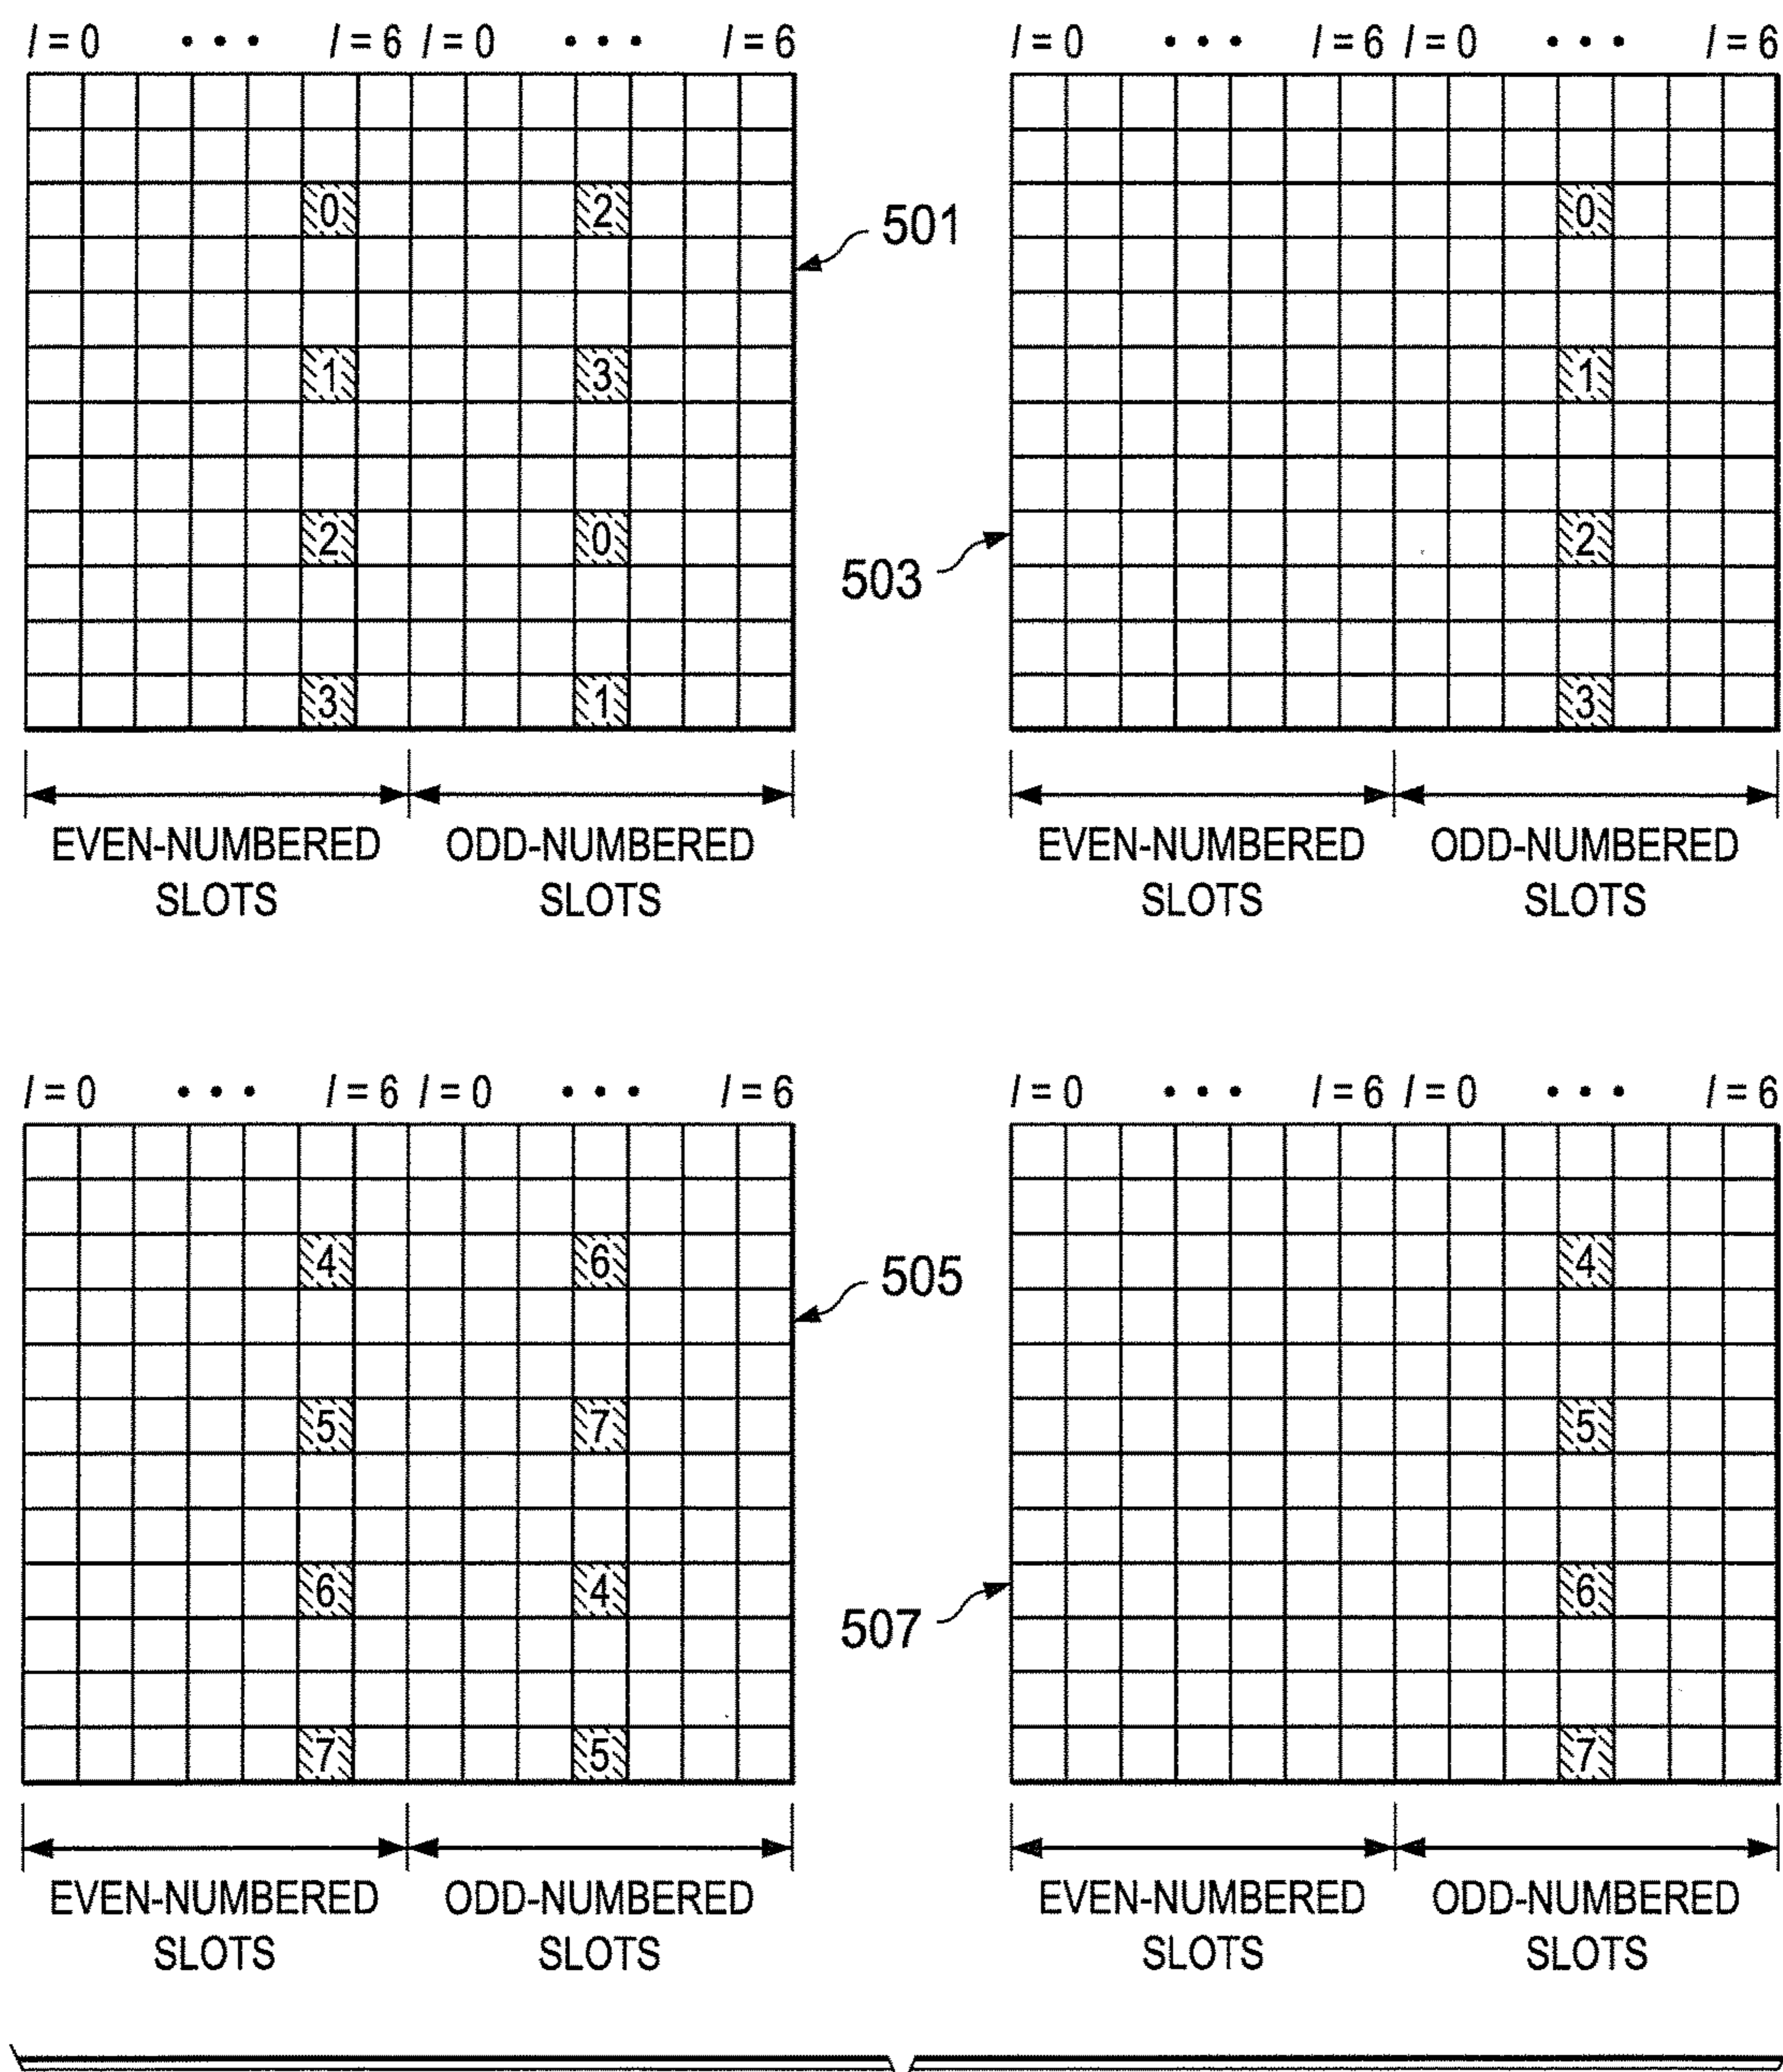 l = 0 • • • l = 6 l = 0 • • • l = 6
l = 0 • • • l = 6 l = 0 • • • l = 6
0 2
501
0
1 3
1
2 0
2
503
3 1
3
EVEN-NUMBERED SLOTS
ODD-NUMBERED SLOTS
EVEN-NUMBERED SLOTS
ODD-NUMBERED SLOTS
l = 0 • • • l = 6 l = 0 • • • l = 6
l = 0 • • • l = 6 l = 0 • • • l = 6
4 6
505
4
5 7
5
6 4
6
507
7 5
7
EVEN-NUMBERED SLOTS
ODD-NUMBERED SLOTS
EVEN-NUMBERED SLOTS
ODD-NUMBERED SLOTS